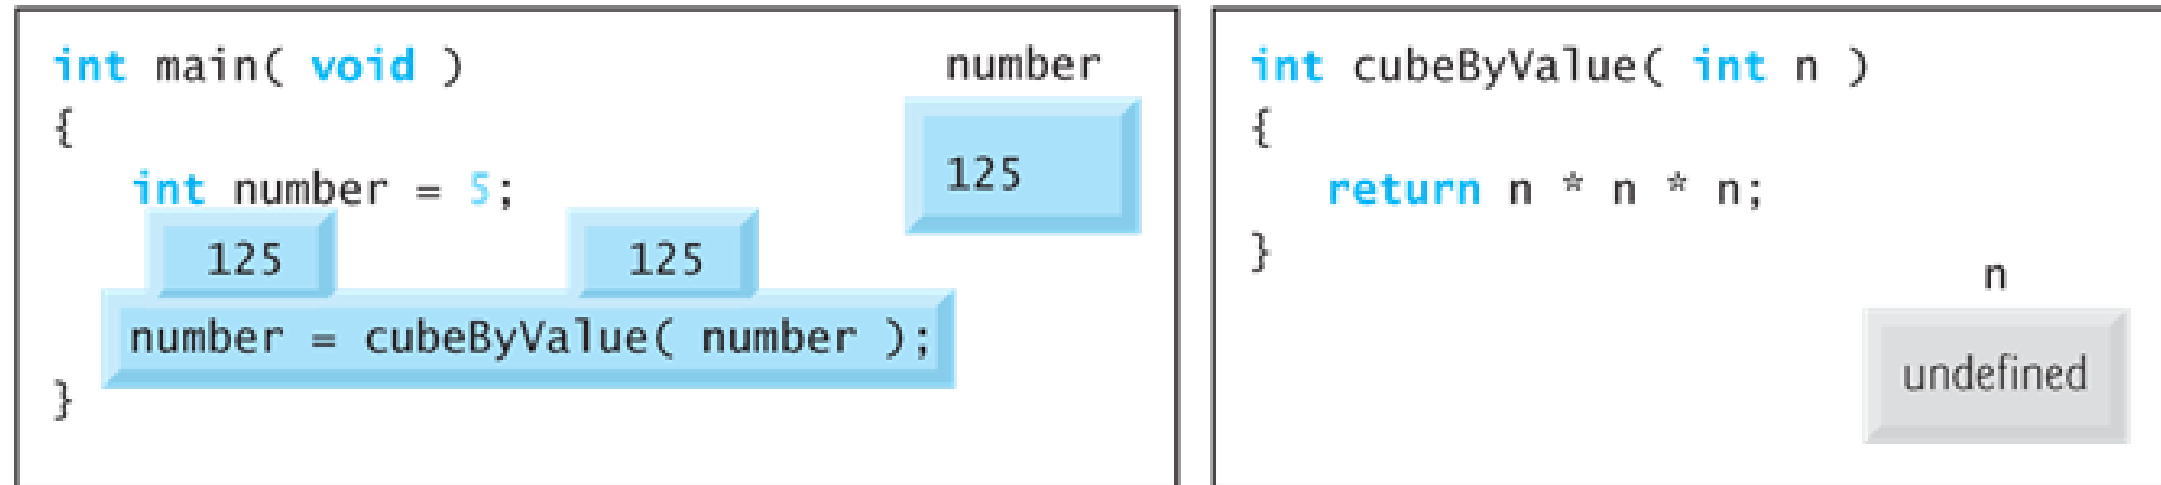 int main( void )
{
number
125
int number = 5;
125
125
number = cubeByValue( number );
}
int cubeByValue( int n )
{
return n * n * n;
}
n
undefined